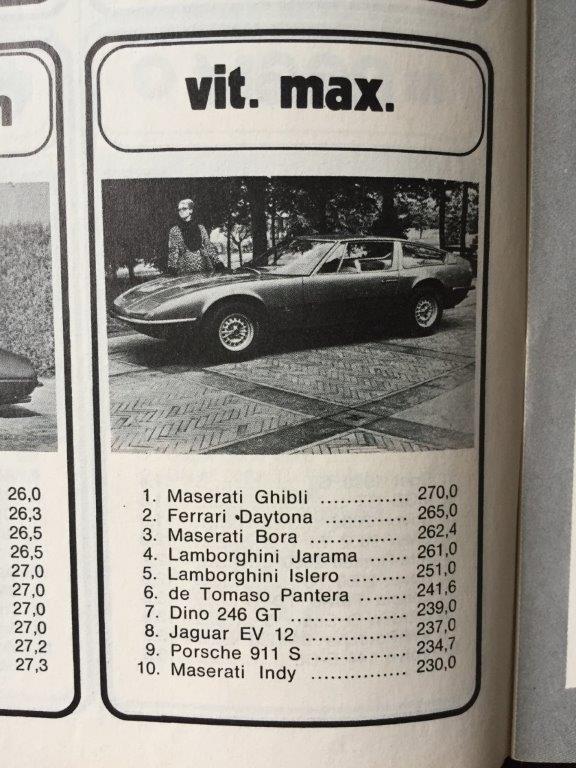 n
26,0
26,3
26,5
26,5
27,0
27,0
27,0
27,0
27,2
27,3
vit. max.
1. Maserati Ghibli .............. 270,0
2. Ferrari Daytona ............. 265,0
3. Maserati Bora .............. 262,4
4. Lamborghini Jarama ...... 261,0
5. Lamborghini Islero ......... 251,0
6. de Tomaso Pantera ........ 241,6
7. Dino 246 GT ................ 239,0
8. Jaguar EV 12 ................ 237,0
9. Porsche 911 S ............... 234,7
10. Maserati Indy ............... 230,0